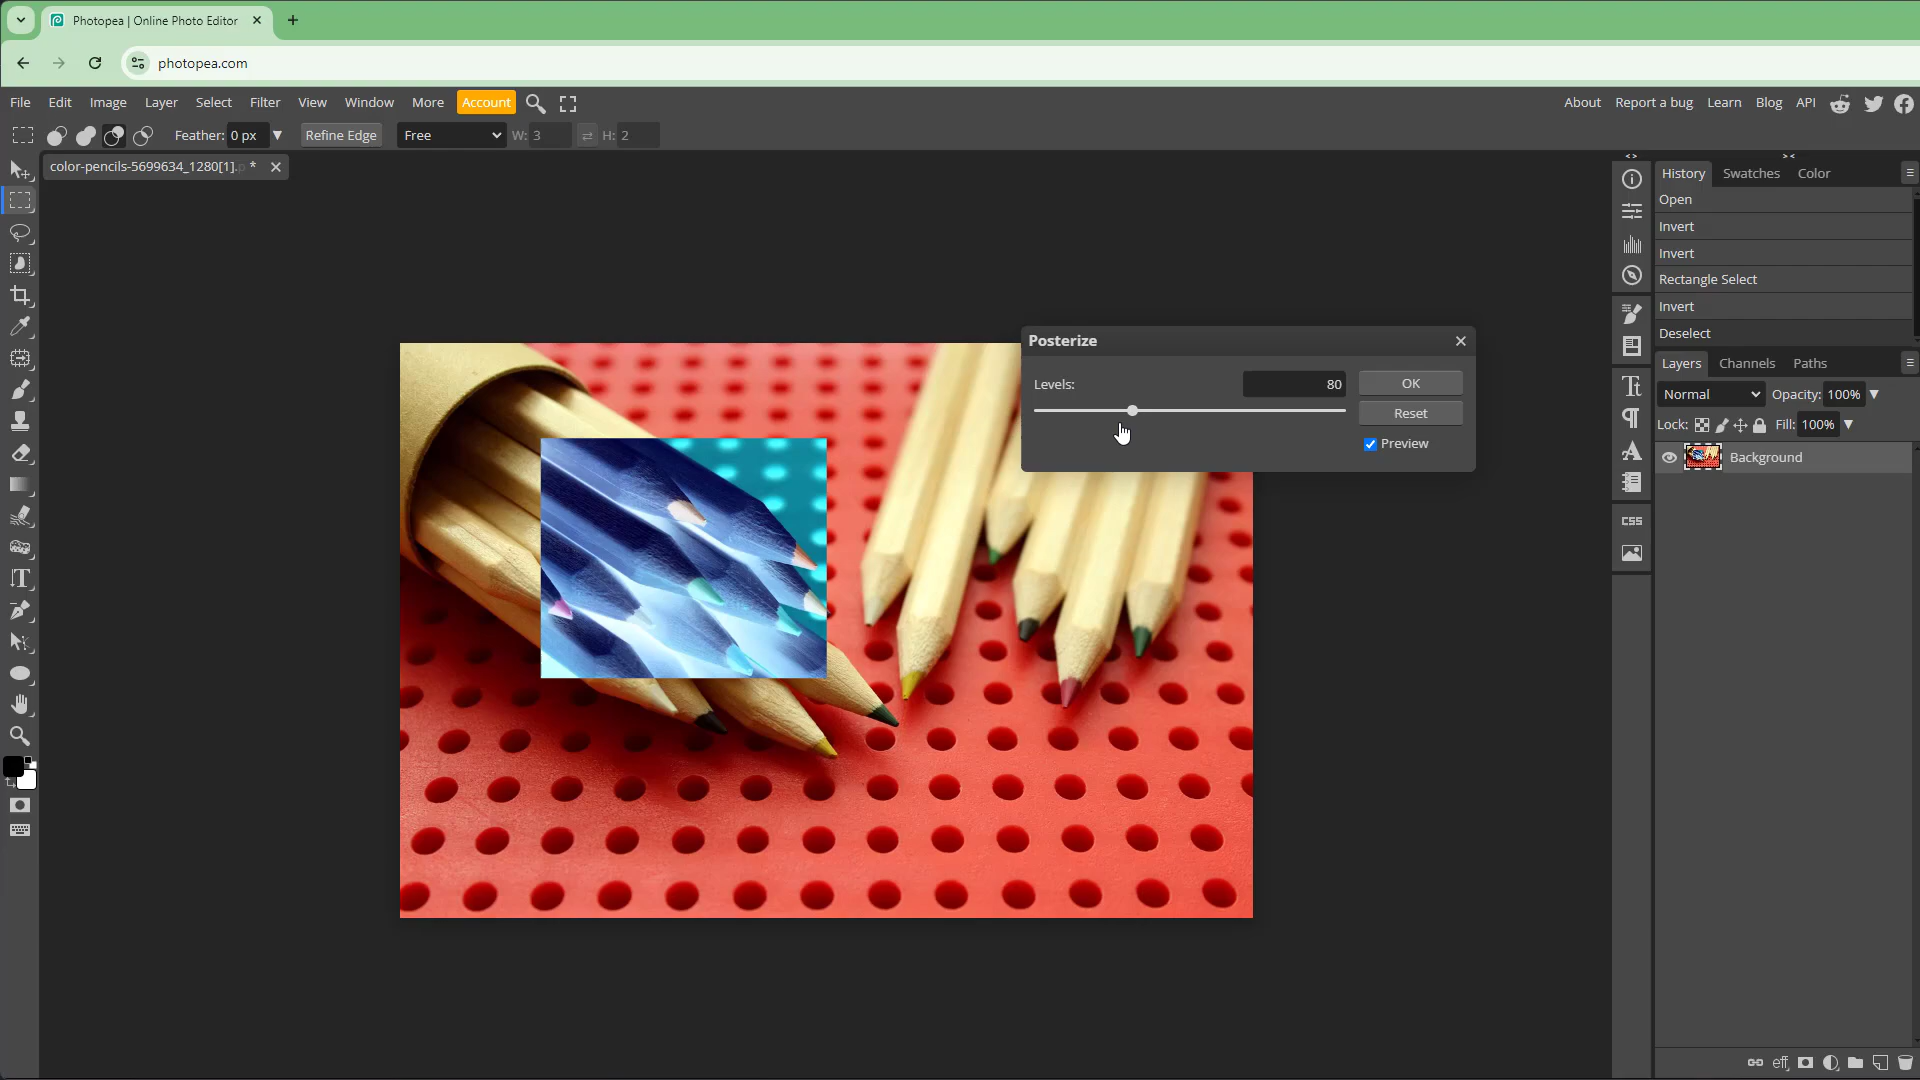 Photopea | Online Photo Editor
photopea.com
File Edit Image Layer Select Filter View Window More Account About Report a bug Learn Blog API
Feather: 0 px Refine Edge Free W: 3 H: 2
color-pencils-5699634_1280[1].p *
History Swatches Color
Open
Invert
Invert
Rectangle Select
Invert
Deselect
Posterize
Levels: 80 OK
Reset
Preview
Layers Channels Paths
Normal Opacity: 100%
Lock: Fill: 100%
Background
CSS
eff